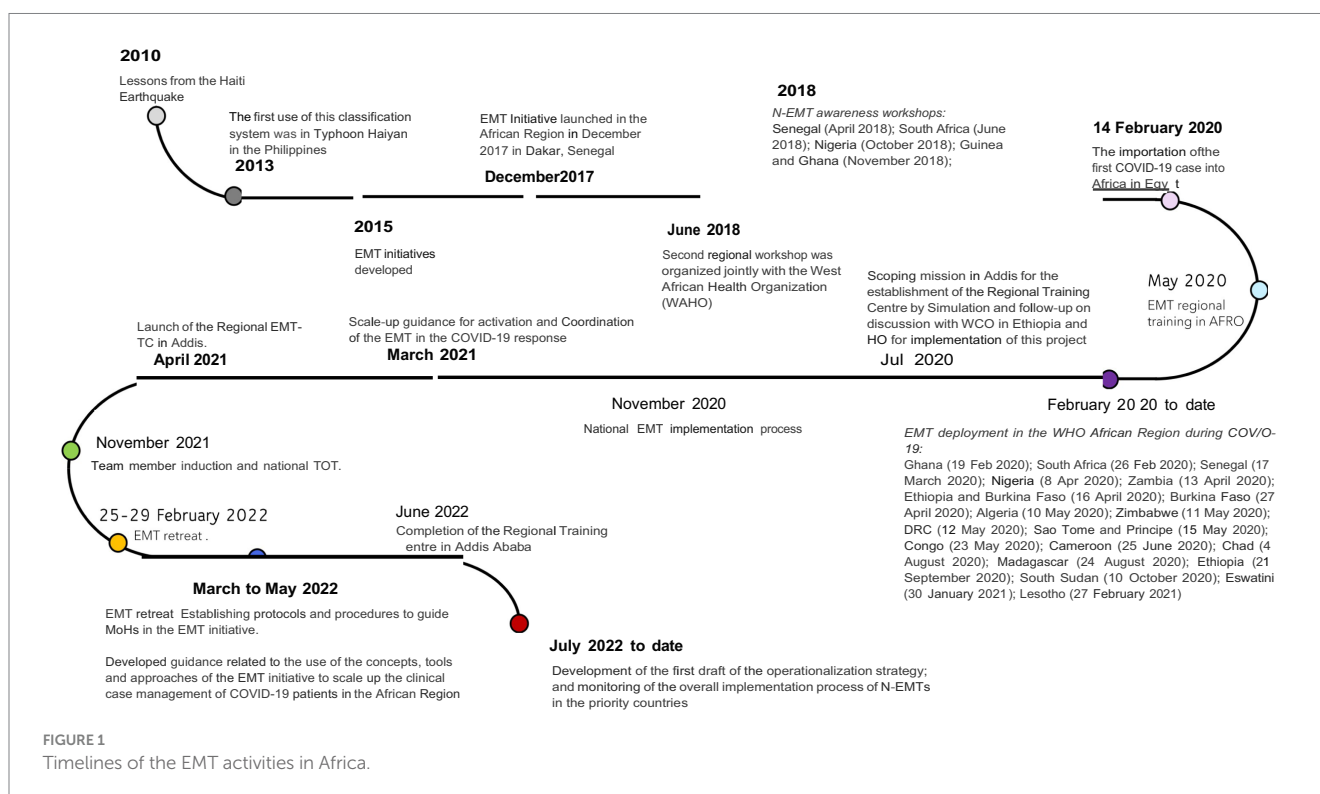 2010
Lessons from the Haiti
Earthquake
The first use of this classification
system was in Typhoon Haiyan
in the Philippines
2013
2015
EMT initiatives
developed
EMT Initiative launched in the
African Region in December
2017 in Dakar, Senegal
December2017
June 2018
Second regional workshop was
organized jointly with the West
African Health Organization
(WAHO)
2018
N-EMT awareness workshops:
Senegal (April 2018); South Africa (June
2018); Nigeria (October 2018); Guinea
and Ghana (November 2018);
14 February 2020
The importation ofthe
first COVID-19 case into
Africa in Egy t
May 2020
EMT regional
training in AFRO
February 20 20 to date
EMT deployment in the WHO African Region during COV/O-
19:
Ghana (19 Feb 2020); South Africa (26 Feb 2020); Senegal (17
March 2020); Nigeria (8 Apr 2020); Zambia (13 April 2020);
Ethiopia and Burkina Faso (16 April 2020); Burkina Faso (27
April 2020); Algeria (10 May 2020); Zimbabwe (11 May 2020);
DRC (12 May 2020); Sao Tome and Principe (15 May 2020);
Congo (23 May 2020); Cameroon (25 June 2020); Chad (4
August 2020); Madagascar (24 August 2020); Ethiopia (21
September 2020); South Sudan (10 October 2020); Eswatini
(30 January 2021); Lesotho (27 February 2021)
Scoping mission in Addis for the
establishment of the Regional Training
Centre by Simulation and follow-up on
discussion with WCO in Ethiopia and
HO for implementation of this project
Jul 2020
November 2020
National EMT implementation process
Scale-up guidance for activation and Coordination
of the EMT in the COVID-19 response
March 2021
Launch of the Regional EMT-
TC in Addis.
April 2021
November 2021
Team member induction and national TOT.
25-29 February 2022
EMT retreat .
March to May 2022
EMT retreat Establishing protocols and procedures to guide
MoHs in the EMT initiative.
Developed guidance related to the use of the concepts, tools
and approaches of the EMT initiative to scale up the clinical
case management of COVID-19 patients in the African Region
June 2022
Completion of the Regional Training
entre in Addis Ababa
July 2022 to date
Development of the first draft of the operationalization strategy;
and monitoring of the overall implementation process of N-EMTs
in the priority countries
FIGURE 1
Timelines of the EMT activities in Africa.